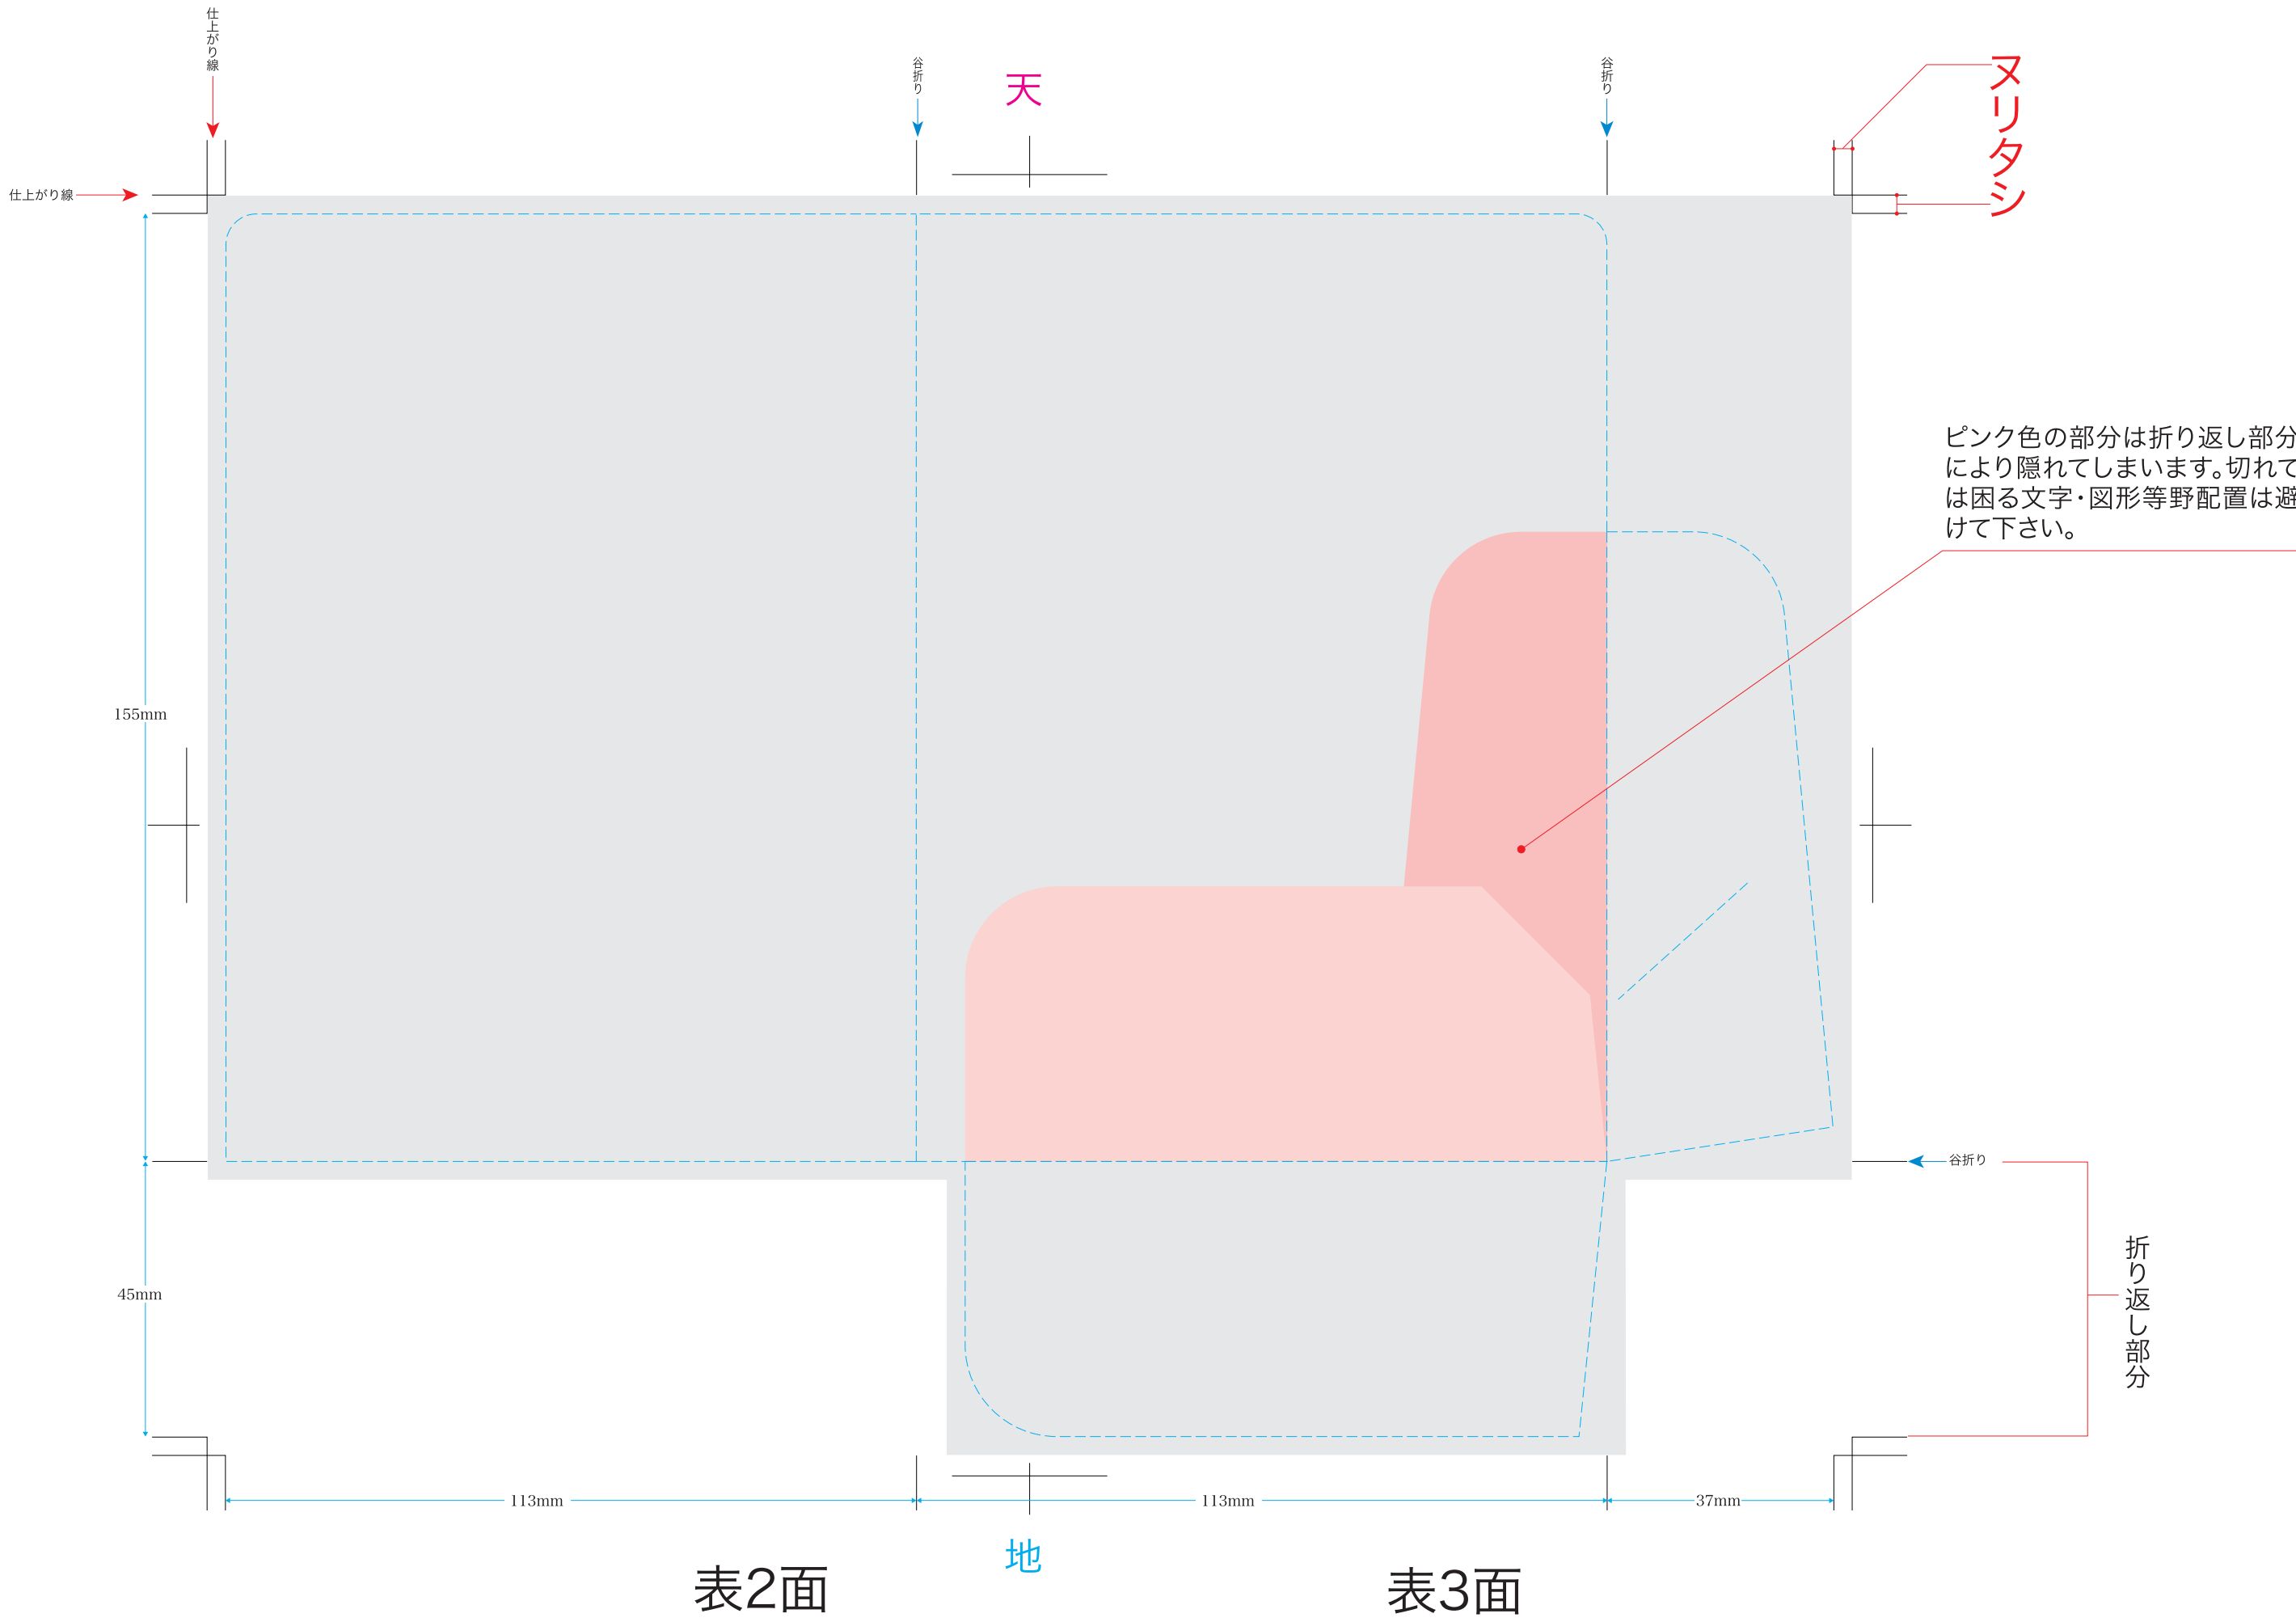 仕上がり線
谷折り
天
谷折り
ヌリタシ
仕上がり線
ピンク色の部分は折り返し部分
により隠れてしまいます。切れて
は困る文字・図形等野配置は避
けて下さい。
155mm
谷折り
折り返し部分
45mm
113mm
113mm
37mm
地
表2面
表3面